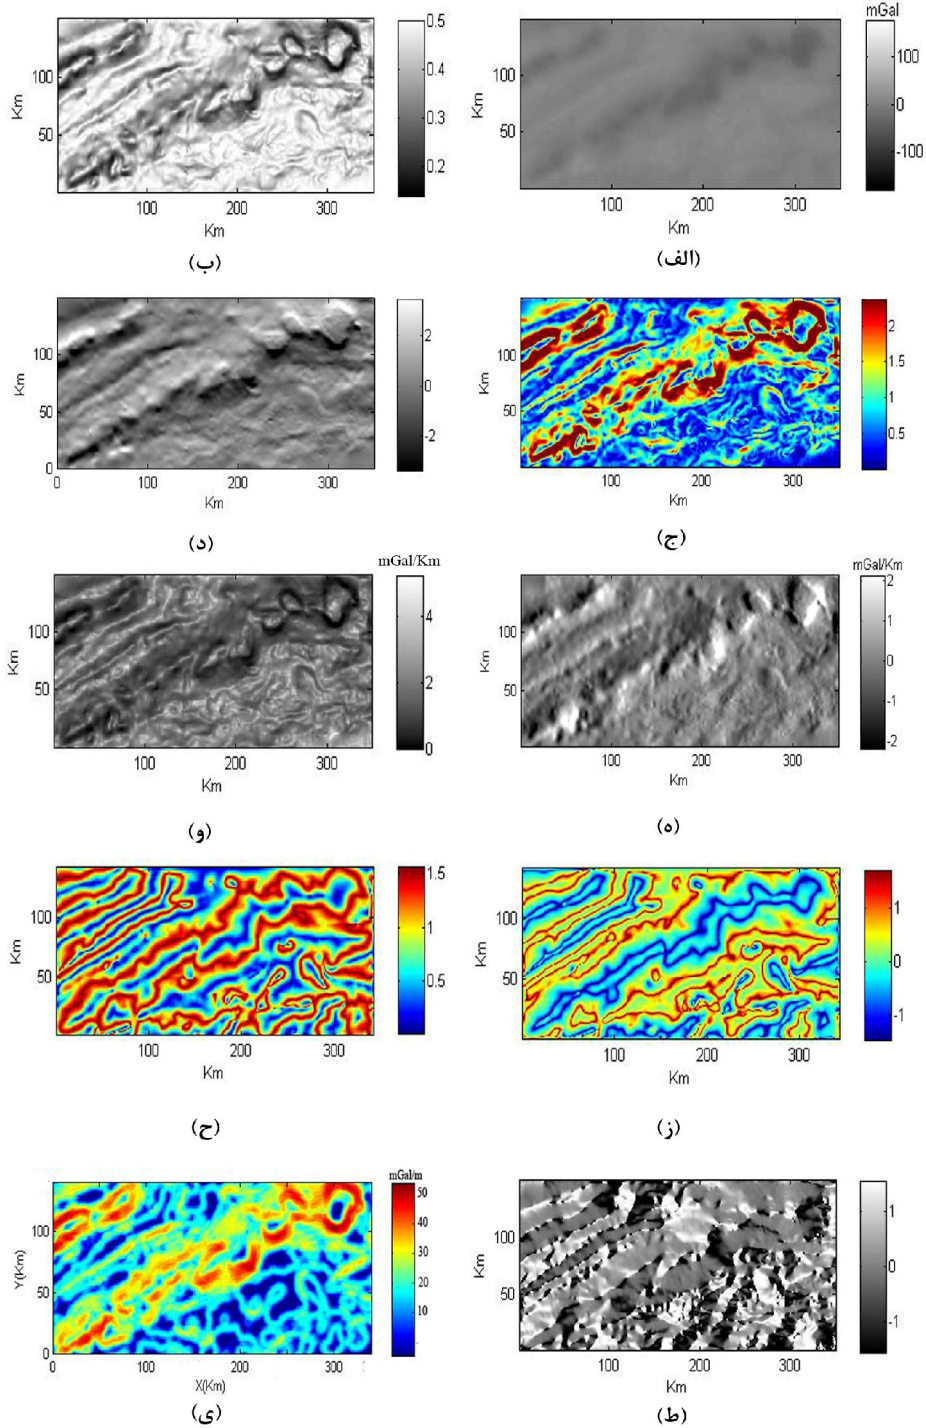 mGal
100
0
-100
Km
100
50
100 200 300
Km
(الف)
0.5
0.4
0.3
0.2
Km
100
50
100 200 300
Km
(ب)
2
1.5
1
0.5
Km
100
50
100 200 300
Km
(ج)
2
0
-2
Km
100
50
0
0 100 200 300
Km
(د)
mGal/Km
2
1
0
-1
-2
Km
100
50
100 200 300
Km
(ه)
mGal/Km
4
2
0
Km
100
50
100 200 300
Km
(و)
1
0
-1
Km
100
50
100 200 300
Km
(ز)
1.5
1
0.5
Km
100
50
100 200 300
Km
(ح)
1
0
-1
Km
100
50
100 200 300
Km
(ط)
mGal/m
50
40
30
20
10
Y(Km)
100
50
0
0 100 200 300
X(Km)
(ی)